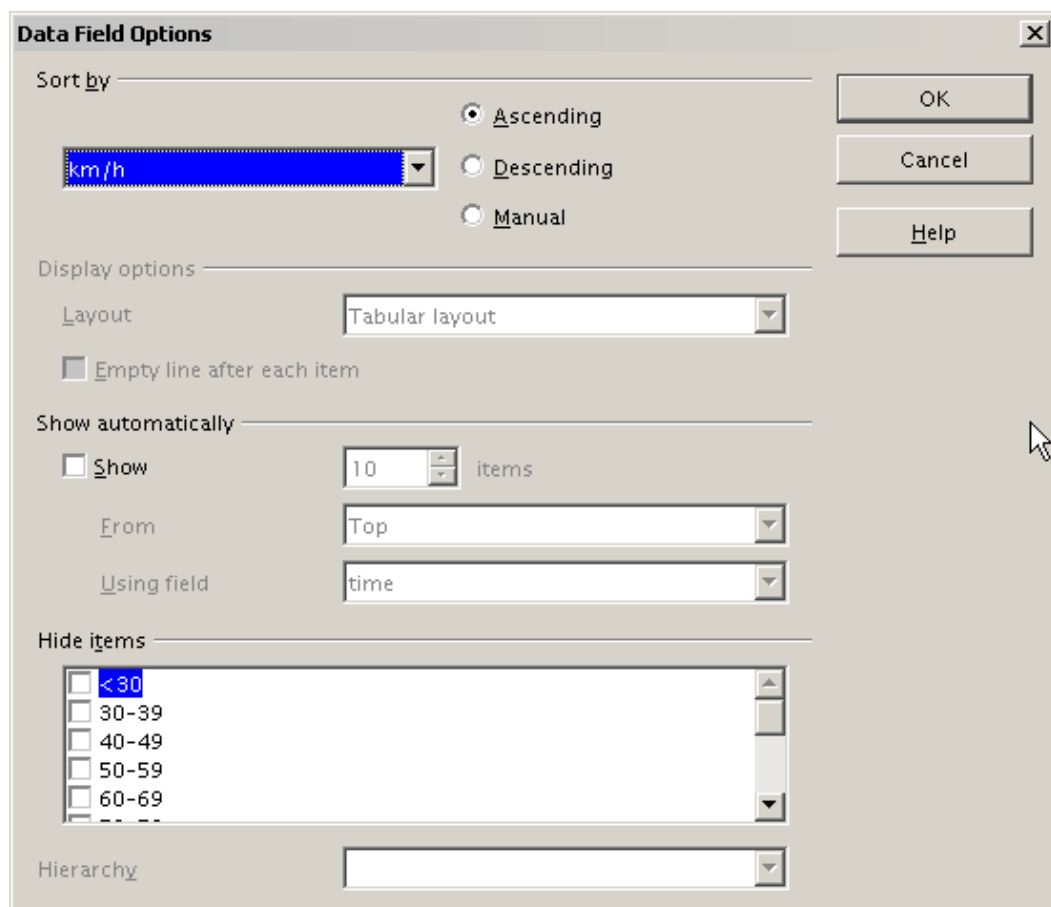 Data Field Options
Sort by
OK
Ascending
Cancel
km/h
Descending
Manual
Help
Display options
Layout
Tabular layout
Empty line after each item
Show automatically
Show
10 items
From
Top
Using field
time
Hide items
<30
30-39
40-49
50-59
60-69
Hierarchy